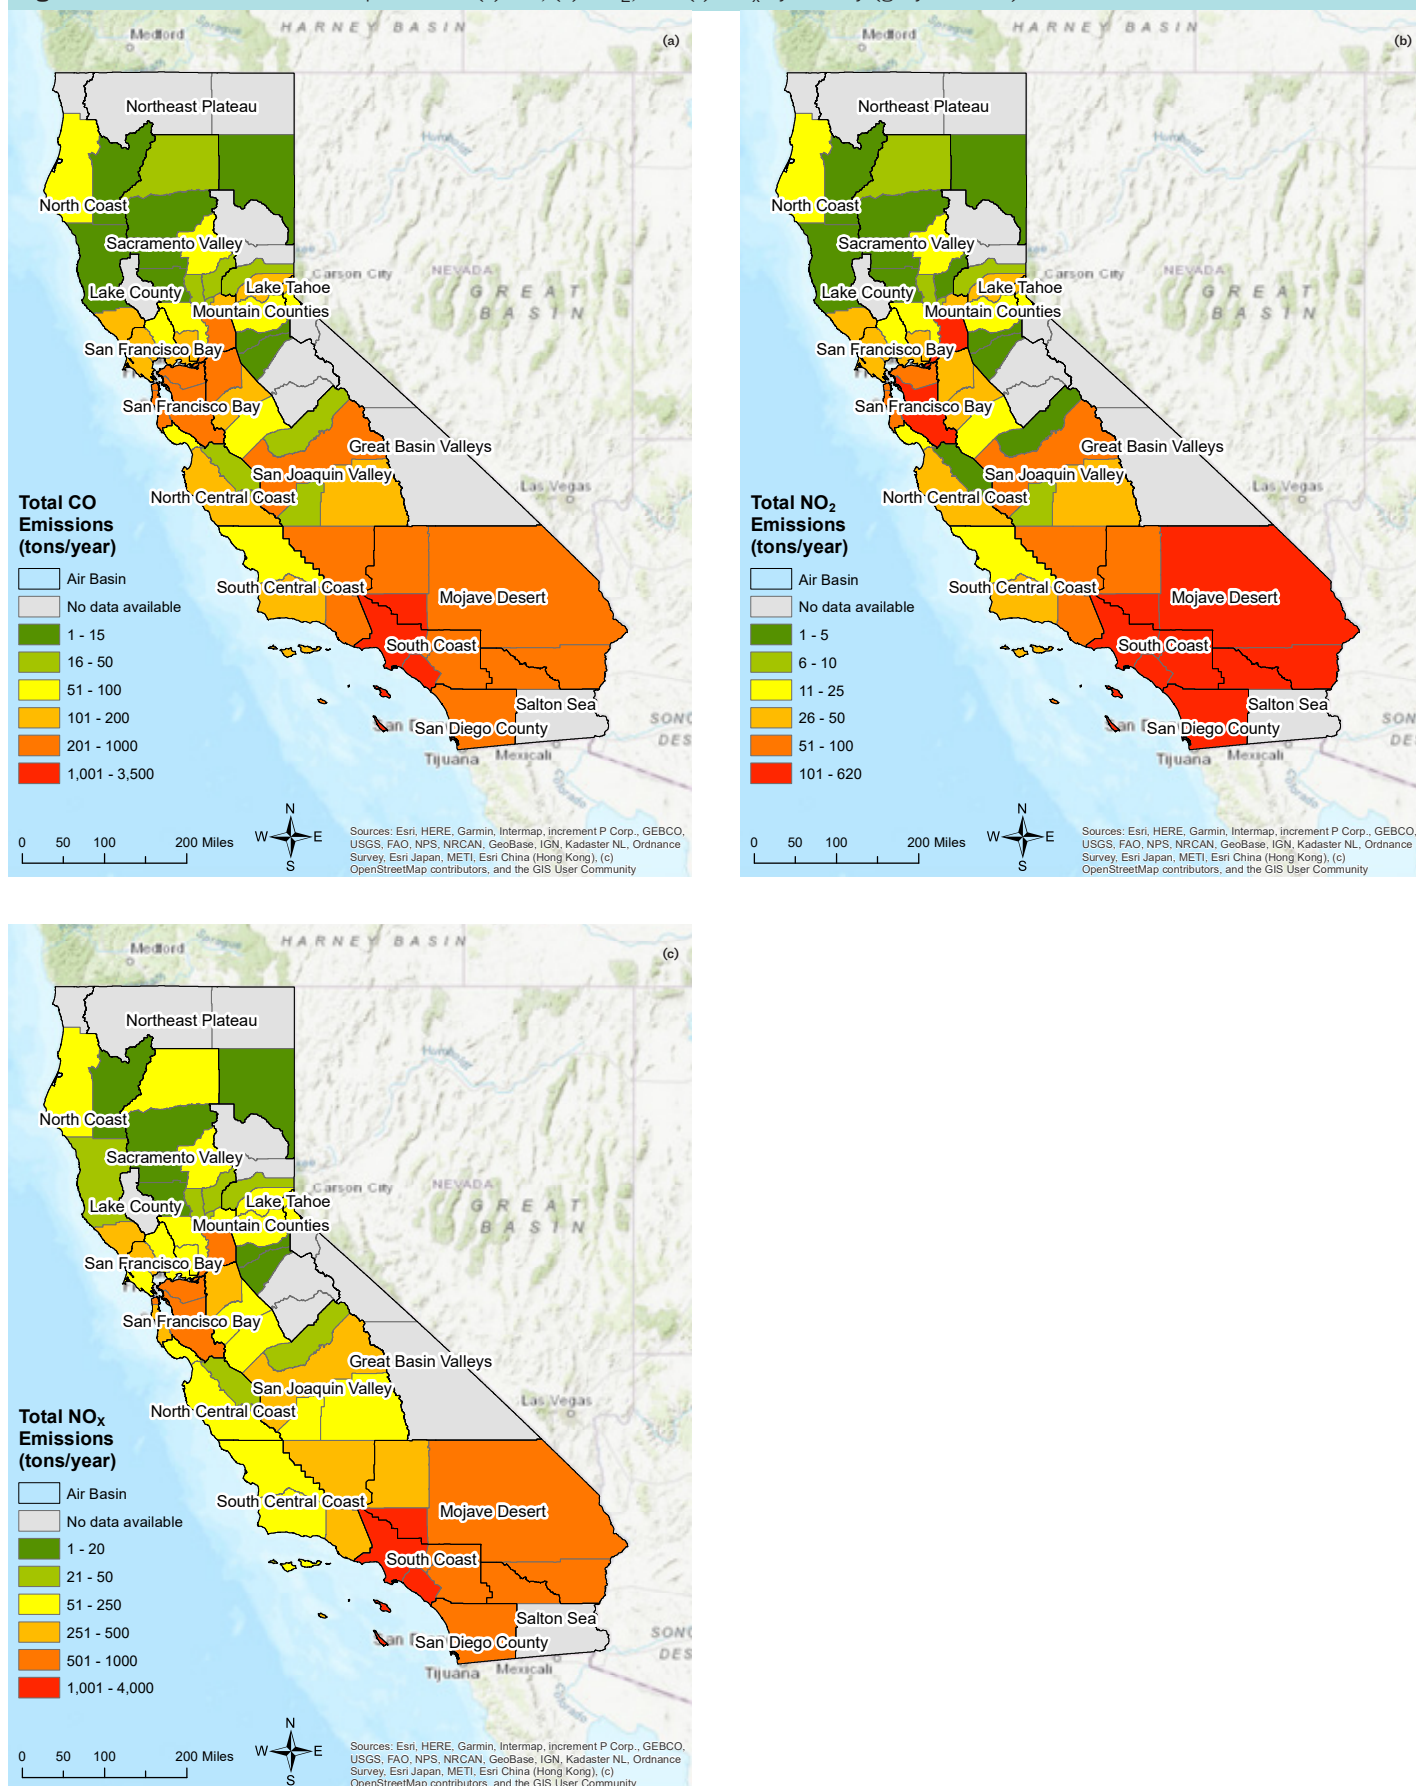 (a)
Medford
HARNEY BASIN
Northeast Plateau
Humboldt
North Coast
Sacramento Valley
Carson City
NEVADA
GREAT
BASIN
Lake County
Lake Tahoe
Mountain Counties
San Francisco Bay
San Francisco Bay
Great Basin Valleys
San Joaquin Valley
Las Vegas
North Central Coast
Total CO
Emissions
(tons/year)
Air Basin
No data available
1 - 15
16 - 50
51 - 100
101 - 200
201 - 1000
1,001 - 3,500
South Central Coast
Mojave Desert
South Coast
Salton Sea
San Diego County
Tijuana
Mexicali
N
W
E
S
0 50 100 200 Miles
Sources: Esri, HERE, Garmin, Intermap, increment P Corp., GEBCO,
USGS, FAO, NPS, NRCAN, GeoBase, IGN, Kadaster NL, Ordnance
Survey, Esri Japan, METI, Esri China (Hong Kong), (c)
OpenStreetMap contributors, and the GIS User Community
(b)
Medford
HARNEY BASIN
Northeast Plateau
Humboldt
North Coast
Sacramento Valley
Carson City
NEVADA
GREAT
BASIN
Lake County
Lake Tahoe
Mountain Counties
San Francisco Bay
San Francisco Bay
Great Basin Valleys
San Joaquin Valley
Las Vegas
North Central Coast
Total NO₂
Emissions
(tons/year)
Air Basin
No data available
1 - 5
6 - 10
11 - 25
26 - 50
51 - 100
101 - 620
South Central Coast
Mojave Desert
South Coast
Salton Sea
San Diego County
Tijuana
Mexicali
N
W
E
S
0 50 100 200 Miles
Sources: Esri, HERE, Garmin, Intermap, increment P Corp., GEBCO,
USGS, FAO, NPS, NRCAN, GeoBase, IGN, Kadaster NL, Ordnance
Survey, Esri Japan, METI, Esri China (Hong Kong), (c)
OpenStreetMap contributors, and the GIS User Community
(c)
Medford
HARNEY BASIN
Northeast Plateau
Humboldt
North Coast
Sacramento Valley
Carson City
NEVADA
GREAT
BASIN
Lake County
Lake Tahoe
Mountain Counties
San Francisco Bay
San Francisco Bay
Great Basin Valleys
San Joaquin Valley
Las Vegas
North Central Coast
Total NOₓ
Emissions
(tons/year)
Air Basin
No data available
1 - 20
21 - 50
51 - 250
251 - 500
501 - 1000
1,001 - 4,000
South Central Coast
Mojave Desert
South Coast
Salton Sea
San Diego County
Tijuana
Mexicali
N
W
E
S
0 50 100 200 Miles
Sources: Esri, HERE, Garmin, Intermap, increment P Corp., GEBCO,
USGS, FAO, NPS, NRCAN, GeoBase, IGN, Kadaster NL, Ordnance
Survey, Esri Japan, METI, Esri China (Hong Kong), (c)
OpenStreetMap contributors, and the GIS User Community